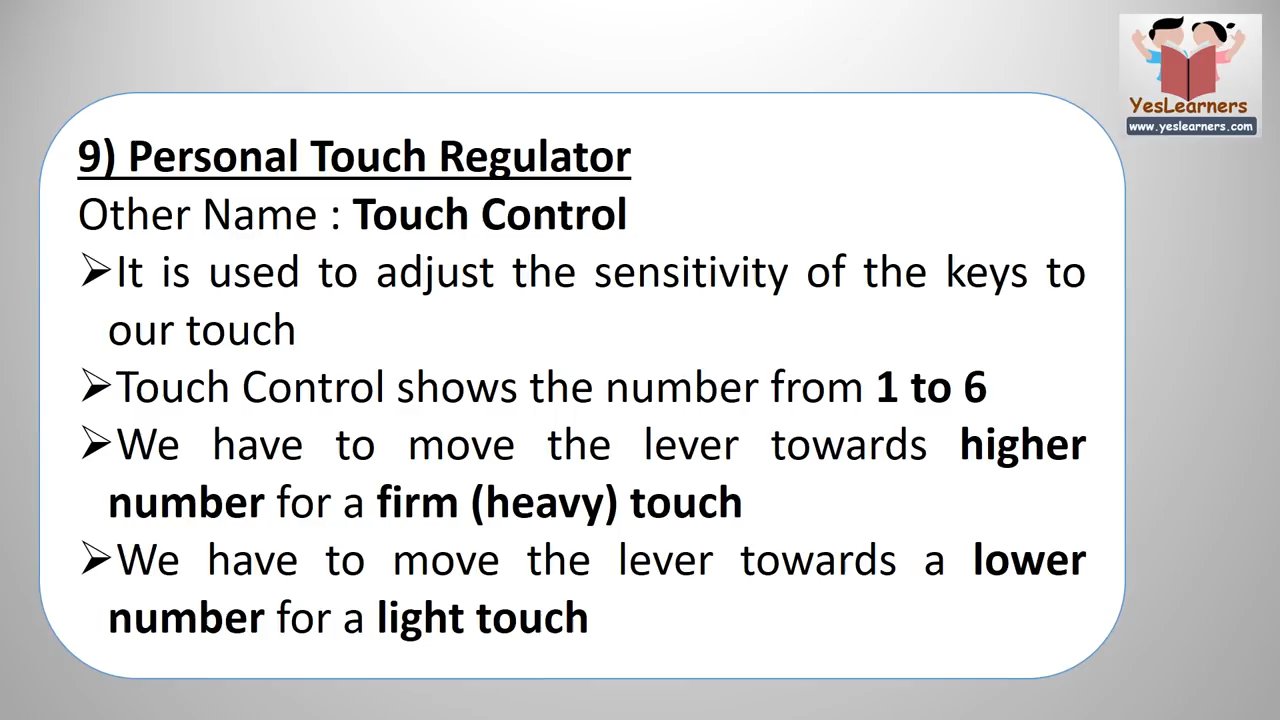 YesLearners
www.yeslearners.com
9) Personal Touch Regulator
Other Name : Touch Control
➢It is used to adjust the sensitivity of the keys to
our touch
➢Touch Control shows the number from 1 to 6
➢We have to move the lever towards higher
number for a firm (heavy) touch
➢We have to move the lever towards a lower
number for a light touch